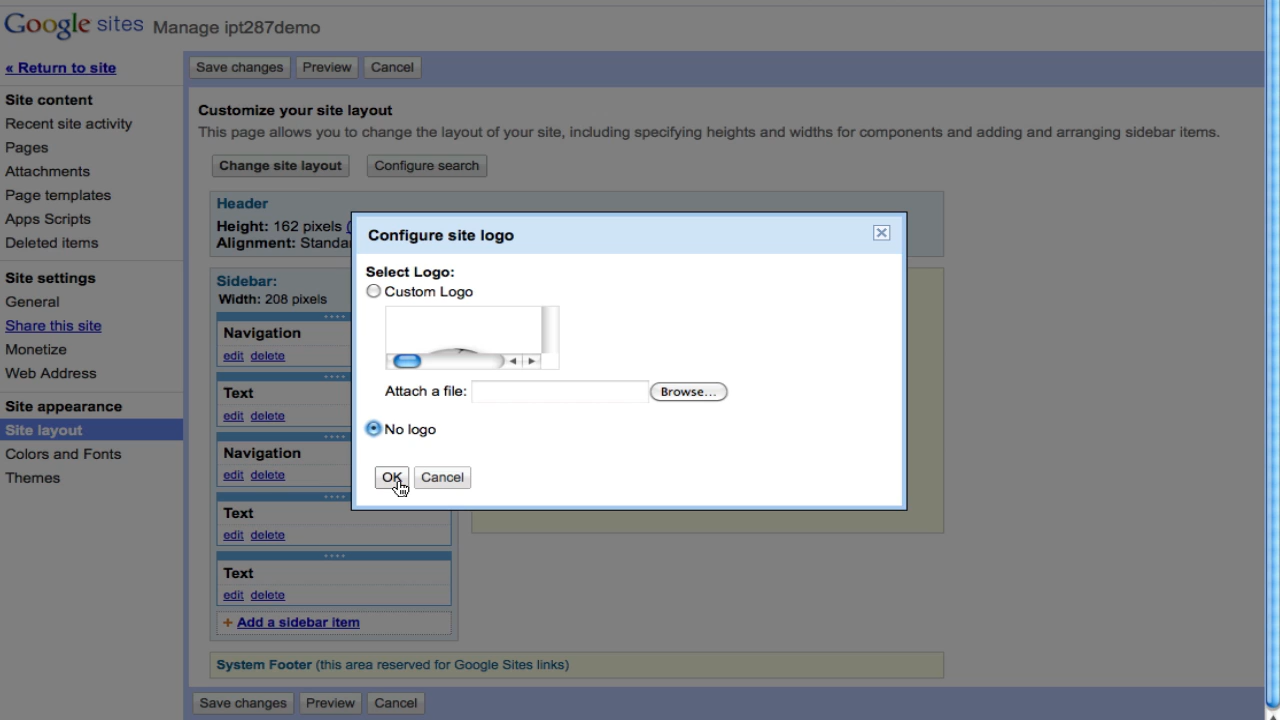 Google sites Manage ipt287demo
« Return to site
Save changes Preview Cancel
Site content
Recent site activity
Pages
Attachments
Page templates
Apps Scripts
Deleted items
Site settings
General
Share this site
Monetize
Web Address
Site appearance
Site layout
Colors and Fonts
Themes
Customize your site layout
This page allows you to change the layout of your site, including specifying heights and widths for components and adding and arranging sidebar items.
Change site layout Configure search
Header
Height: 162 pixels (
Alignment: Standar
Sidebar:
Width: 208 pixels
Navigation
edit delete
Text
edit delete
Navigation
edit delete
Text
edit delete
Text
edit delete
+ Add a sidebar item
Configure site logo
Select Logo:
Custom Logo
Attach a file: Browse...
No logo
OK Cancel
System Footer (this area reserved for Google Sites links)
Save changes Preview Cancel